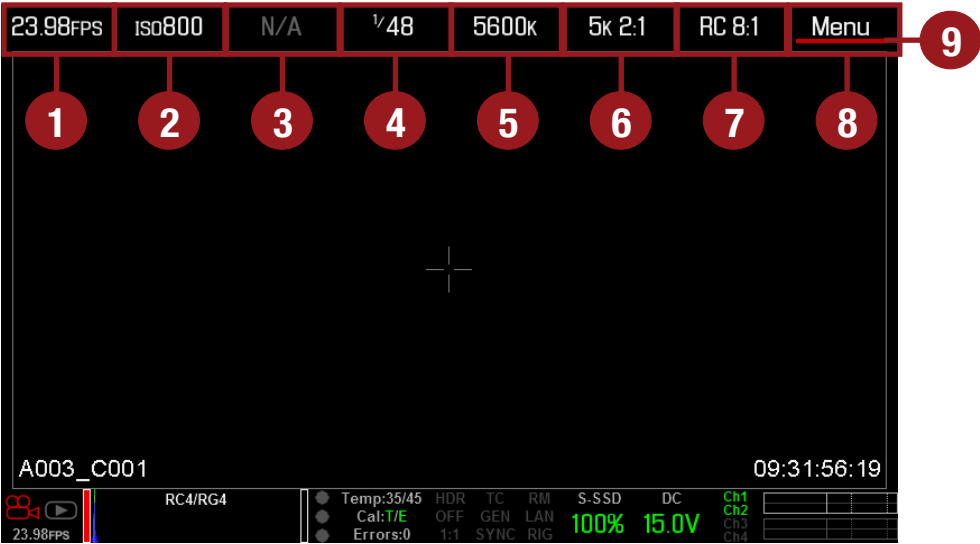 23.98FPS ISO800 N/A 1/48 5600K 5K 2:1 RC 8:1 Menu 9
1 2 3 4 5 6 7 8
A003_C001 09:31:56:19
RC4/RG4 Temp:35/45 HDR TC RM S-SSD DC Ch1
Cal:T/E OFF GEN LAN 100% 15.0V Ch2
Ch3
23.98FPS Errors:0 1:1 SYNC RIG Ch4